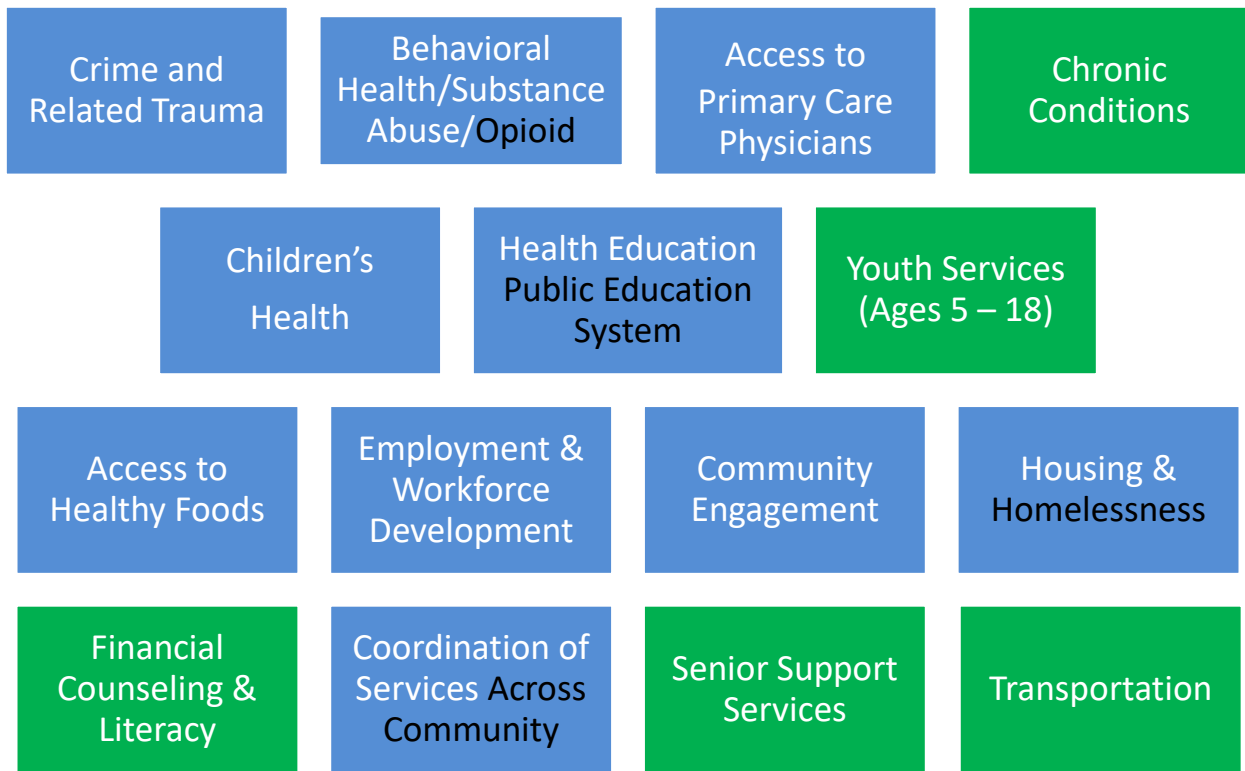 Crime and
Related Trauma
Behavioral
Health/Substance
Abuse/Opioid
Access to
Primary Care
Physicians
Chronic
Conditions
Children’s
Health
Health Education
Public Education
System
Youth Services
(Ages 5 – 18)
Access to
Healthy Foods
Employment &
Workforce
Development
Community
Engagement
Housing &
Homelessness
Financial
Counseling &
Literacy
Coordination of
Services Across
Community
Senior Support
Services
Transportation